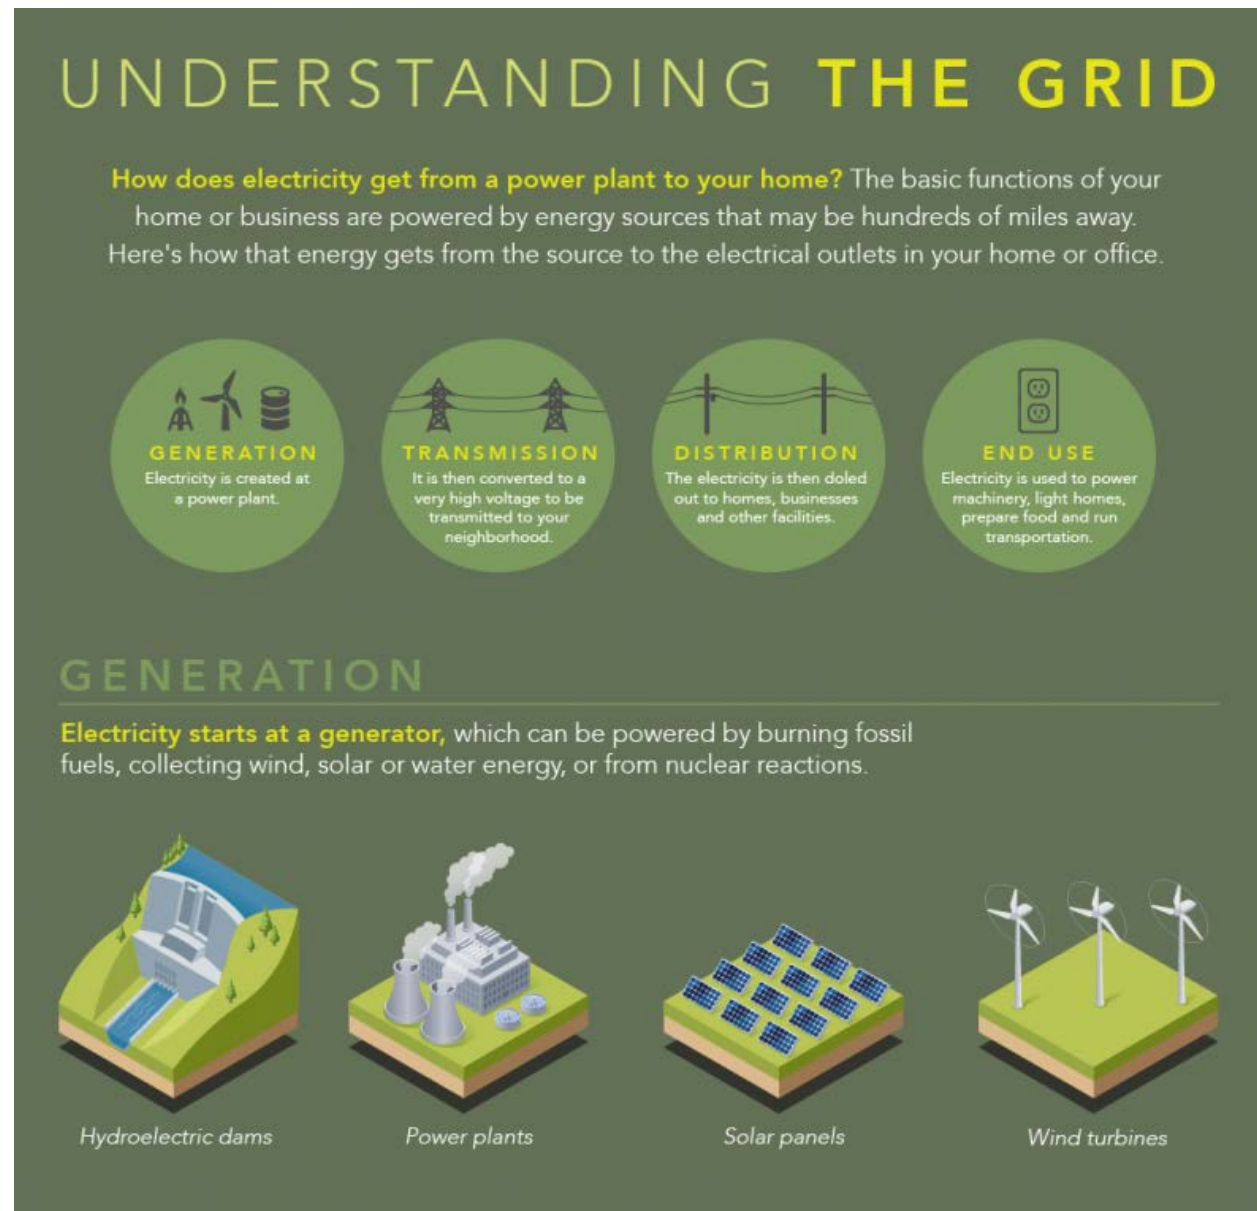 UNDERSTANDING THE GRID
How does electricity get from a power plant to your home? The basic functions of your
home or business are powered by energy sources that may be hundreds of miles away.
Here's how that energy gets from the source to the electrical outlets in your home or office.
GENERATION
Electricity is created at
a power plant.
TRANSMISSION
It is then converted to a
very high voltage to be
transmitted to your
neighborhood.
DISTRIBUTION
The electricity is then doled
out to homes, businesses
and other facilities.
END USE
Electricity is used to power
machinery, light homes,
prepare food and run
transportation.
GENERATION
Electricity starts at a generator, which can be powered by burning fossil
fuels, collecting wind, solar or water energy, or from nuclear reactions.
Hydroelectric dams
Power plants
Solar panels
Wind turbines